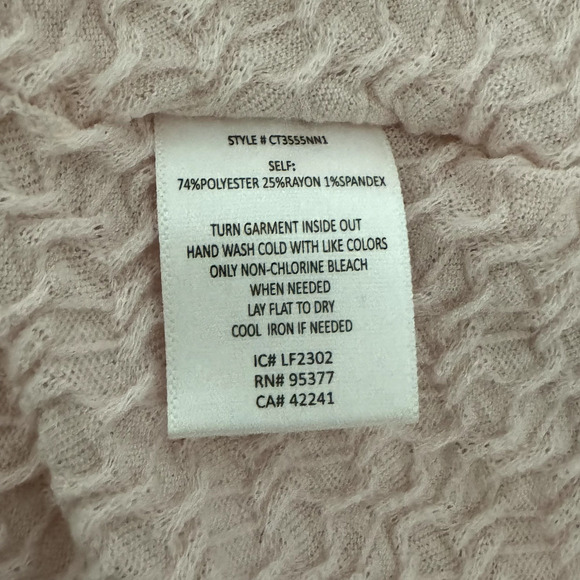 STYLE # CT3555NN1
SELF:
74%POLYESTER 25%RAYON 1%SPANDEX
TURN GARMENT INSIDE OUT
HAND WASH COLD WITH LIKE COLORS
ONLY NON-CHLORINE BLEACH
WHEN NEEDED
LAY FLAT TO DRY
COOL IRON IF NEEDED
IC# LF2302
RN# 95377
CA# 42241